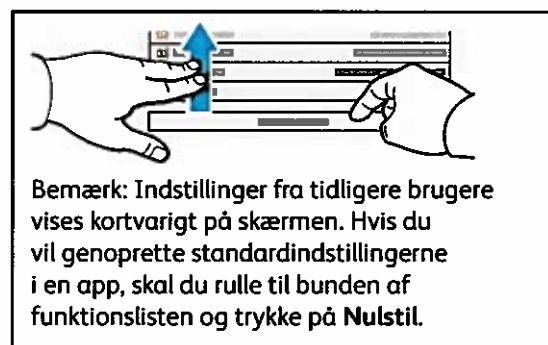 Bemærk: Indstillinger fra tidligere brugere
vises kortvarigt på skærmen. Hvis du
vil genoprette standardindstillingerne
i en app, skal du rulle til bunden af
funktionslisten og trykke på Nulstil.